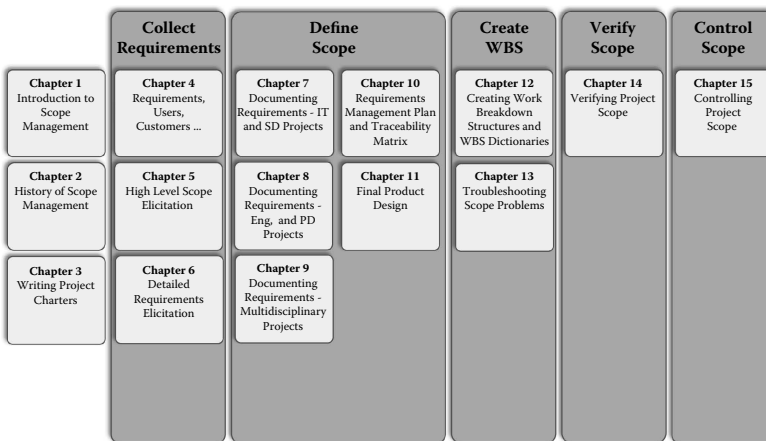 Collect
Requirements
Define
Scope
Create
WBS
Verify
Scope
Control
Scope
Chapter 1
Introduction to
Scope
Management
Chapter 2
History of Scope
Management
Chapter 3
Writing Project
Charters
Chapter 4
Requirements,
Users,
Customers ...
Chapter 5
High Level Scope
Elicitation
Chapter 6
Detailed
Requirements
Elicitation
Chapter 7
Documenting
Requirements - IT
and SD Projects
Chapter 8
Documenting
Requirements -
Eng, and PD
Projects
Chapter 9
Documenting
Requirements -
Multidisciplinary
Projects
Chapter 10
Requirements
Management Plan
and Traceability
Matrix
Chapter 11
Final Product
Design
Chapter 12
Creating Work
Breakdown
Structures and
WBS Dictionaries
Chapter 13
Troubleshooting
Scope Problems
Chapter 14
Verifying Project
Scope
Chapter 15
Controlling
Project
Scope